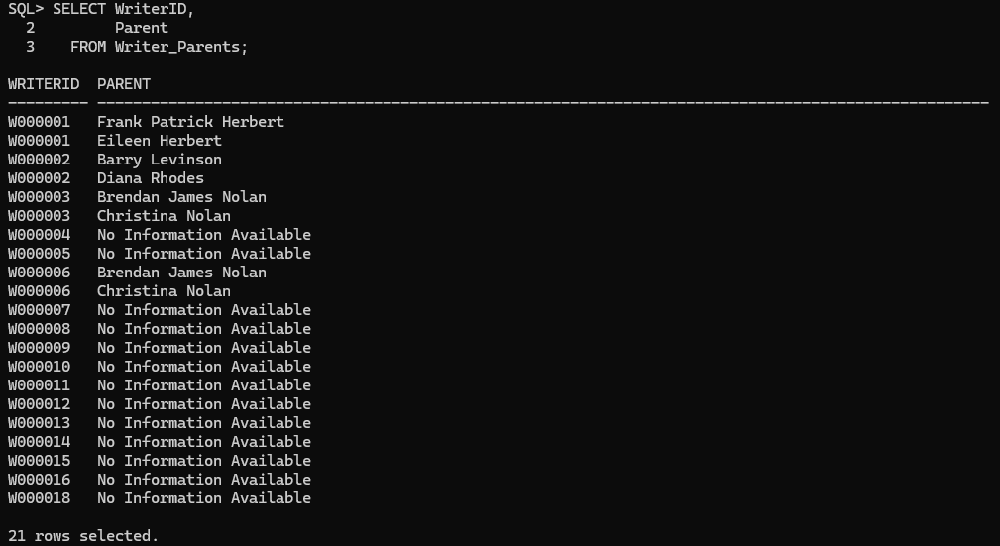 SQL> SELECT WriterID,
  2         Parent
  3    FROM Writer_Parents;
WRITERID  PARENT
--------- ----------------------------------------------------------------------------------------------------
W000001   Frank Patrick Herbert
W000001   Eileen Herbert
W000002   Barry Levinson
W000002   Diana Rhodes
W000003   Brendan James Nolan
W000003   Christina Nolan
W000004   No Information Available
W000005   No Information Available
W000006   Brendan James Nolan
W000006   Christina Nolan
W000007   No Information Available
W000008   No Information Available
W000009   No Information Available
W000010   No Information Available
W000011   No Information Available
W000012   No Information Available
W000013   No Information Available
W000014   No Information Available
W000015   No Information Available
W000016   No Information Available
W000018   No Information Available
21 rows selected.